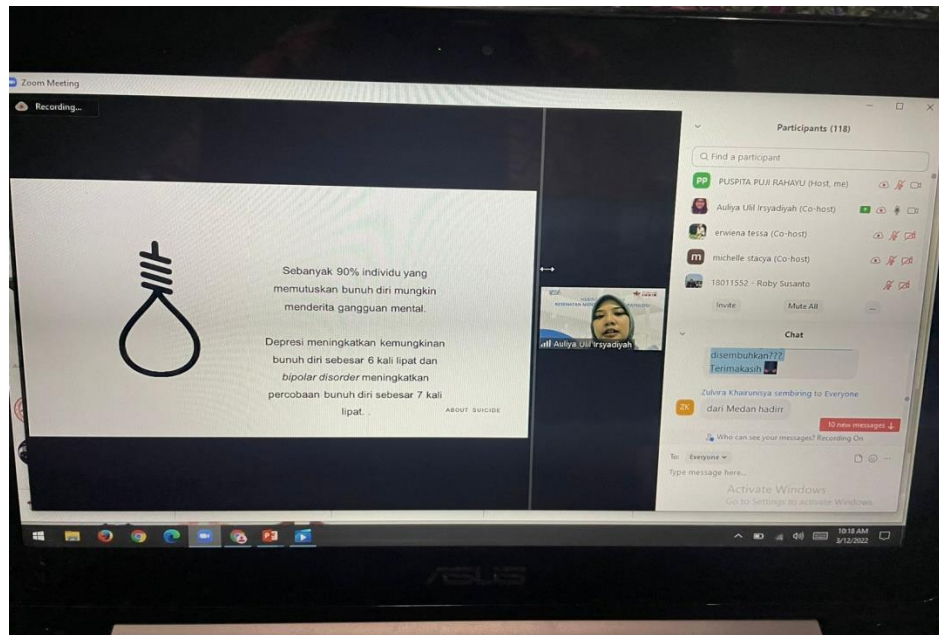 Zoom Meeting
Recording...
Sebanyak 90% individu yang
memutuskan bunuh diri mungkin
menderita gangguan mental.
Depresi meningkatkan kemungkinan
bunuh diri sebesar 6 kali lipat dan
bipolar disorder meningkatkan
percobaan bunuh diri sebesar 7 kali
lipat. .
ABOUT SUICIDE
Auliya Ulil Irsyadiyah
Participants (118)
Find a participant
PP PUSPITA PUJI RAHAYU (Host, me)
Auliya Ulil Irsyadiyah (Co-host)
erwiena tessa (Co-host)
m michelle stacya (Co-host)
18011552 - Roby Susanto
Invite Mute All ...
Chat
disembuhkan???
Terimakasih
Zulvira Khairunnisya sembiring to Everyone
ZK dari Medan hadirr
10 new messages
Who can see your messages? Recording On
To: Everyone
Type message here...
Activate Windows
Go to Settings to activate Windows.
10:18 AM
3/12/2022
ASUS